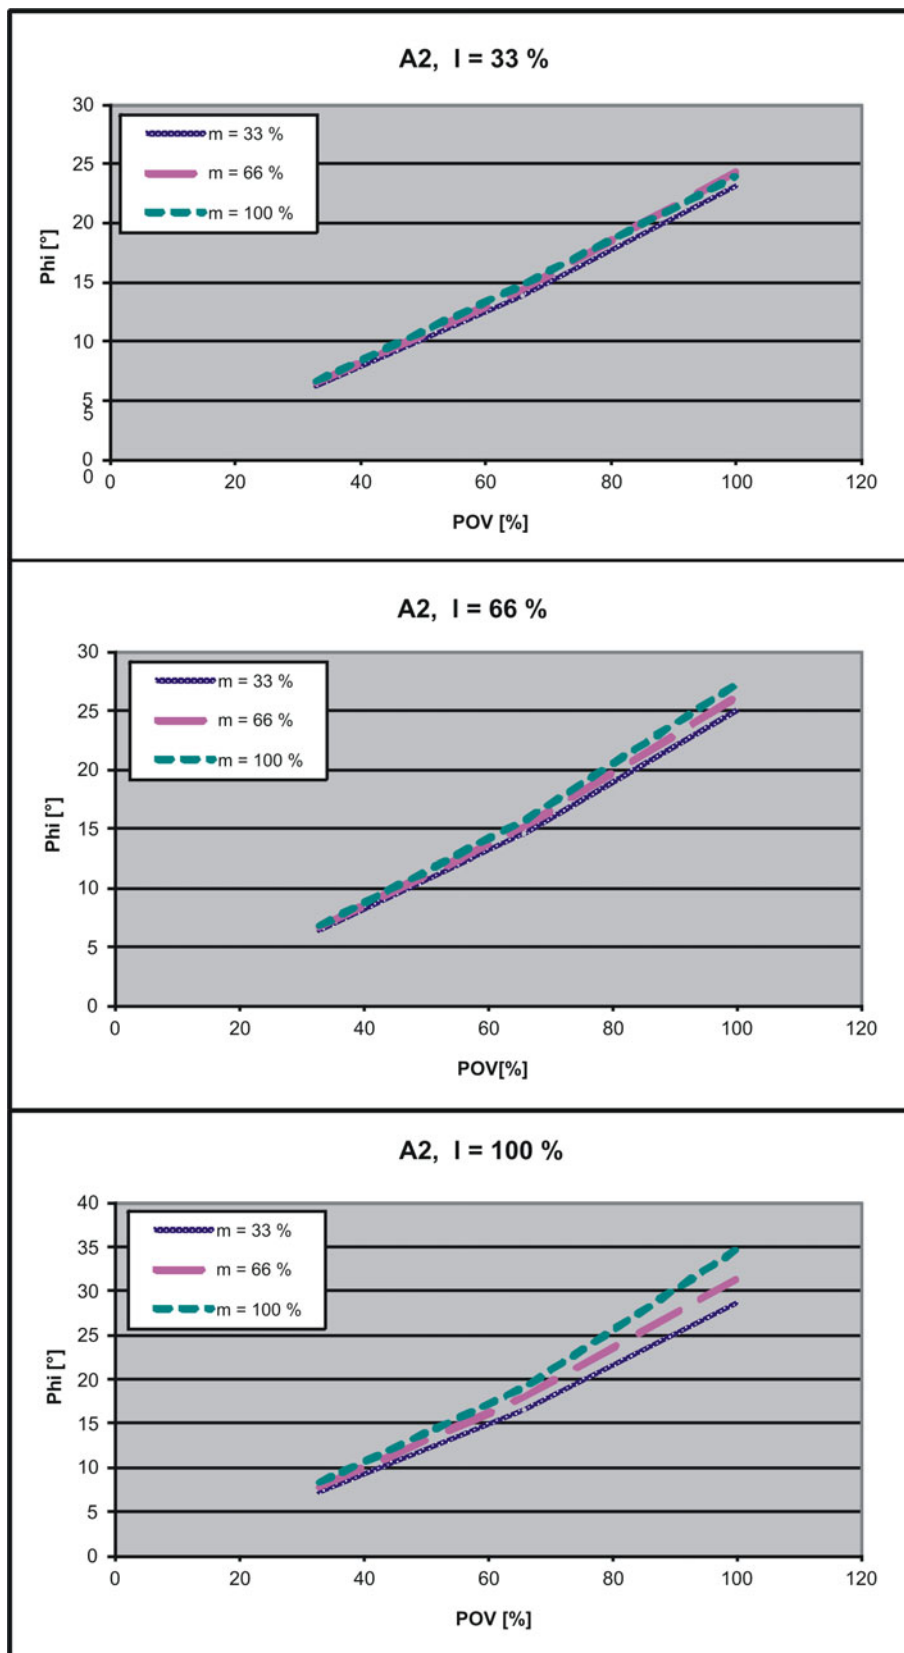 A2, l = 33 %
30
25
20
15
10
5
5
0
0
m = 33 %
m = 66 %
m = 100 %
Phi [°]
0 20 40 60 80 100 120
POV [%]
A2, l = 66 %
30
25
20
15
10
5
0
m = 33 %
m = 66 %
m = 100 %
Phi [°]
0 20 40 60 80 100 120
POV[%]
A2, l = 100 %
40
35
30
25
20
15
10
5
0
m = 33 %
m = 66 %
m = 100 %
Phi [°]
0 20 40 60 80 100 120
POV [%]